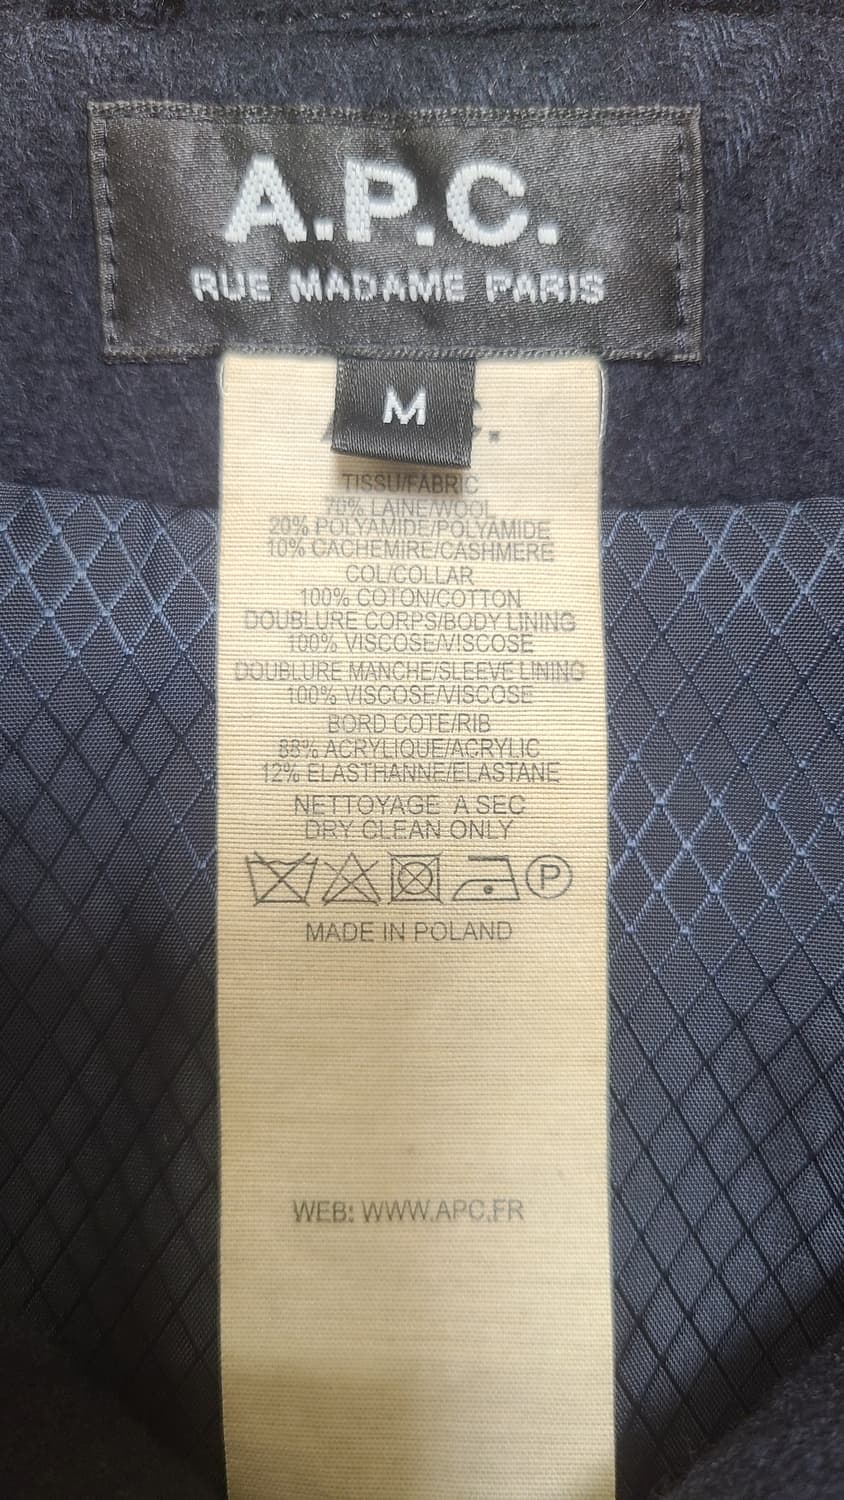 A.P.C.
RUE MADAME PARIS
M
TISSU/FABRIC
70% LAINE/WOOL
20% POLYAMIDE/POLYAMIDE
10% CACHEMIRE/CASHMERE
COL/COLLAR
100% COTON/COTTON
DOUBLURE CORPS/BODY LINING
100% VISCOSE/VISCOSE
DOUBLURE MANCHE/SLEEVE LINING
100% VISCOSE/VISCOSE
BORD COTE/RIB
88% ACRYLIQUE/ACRYLIC
12% ELASTHANNE/ELASTANE
NETTOYAGE A SEC
DRY CLEAN ONLY
P
MADE IN POLAND
WEB: WWW.APC.FR